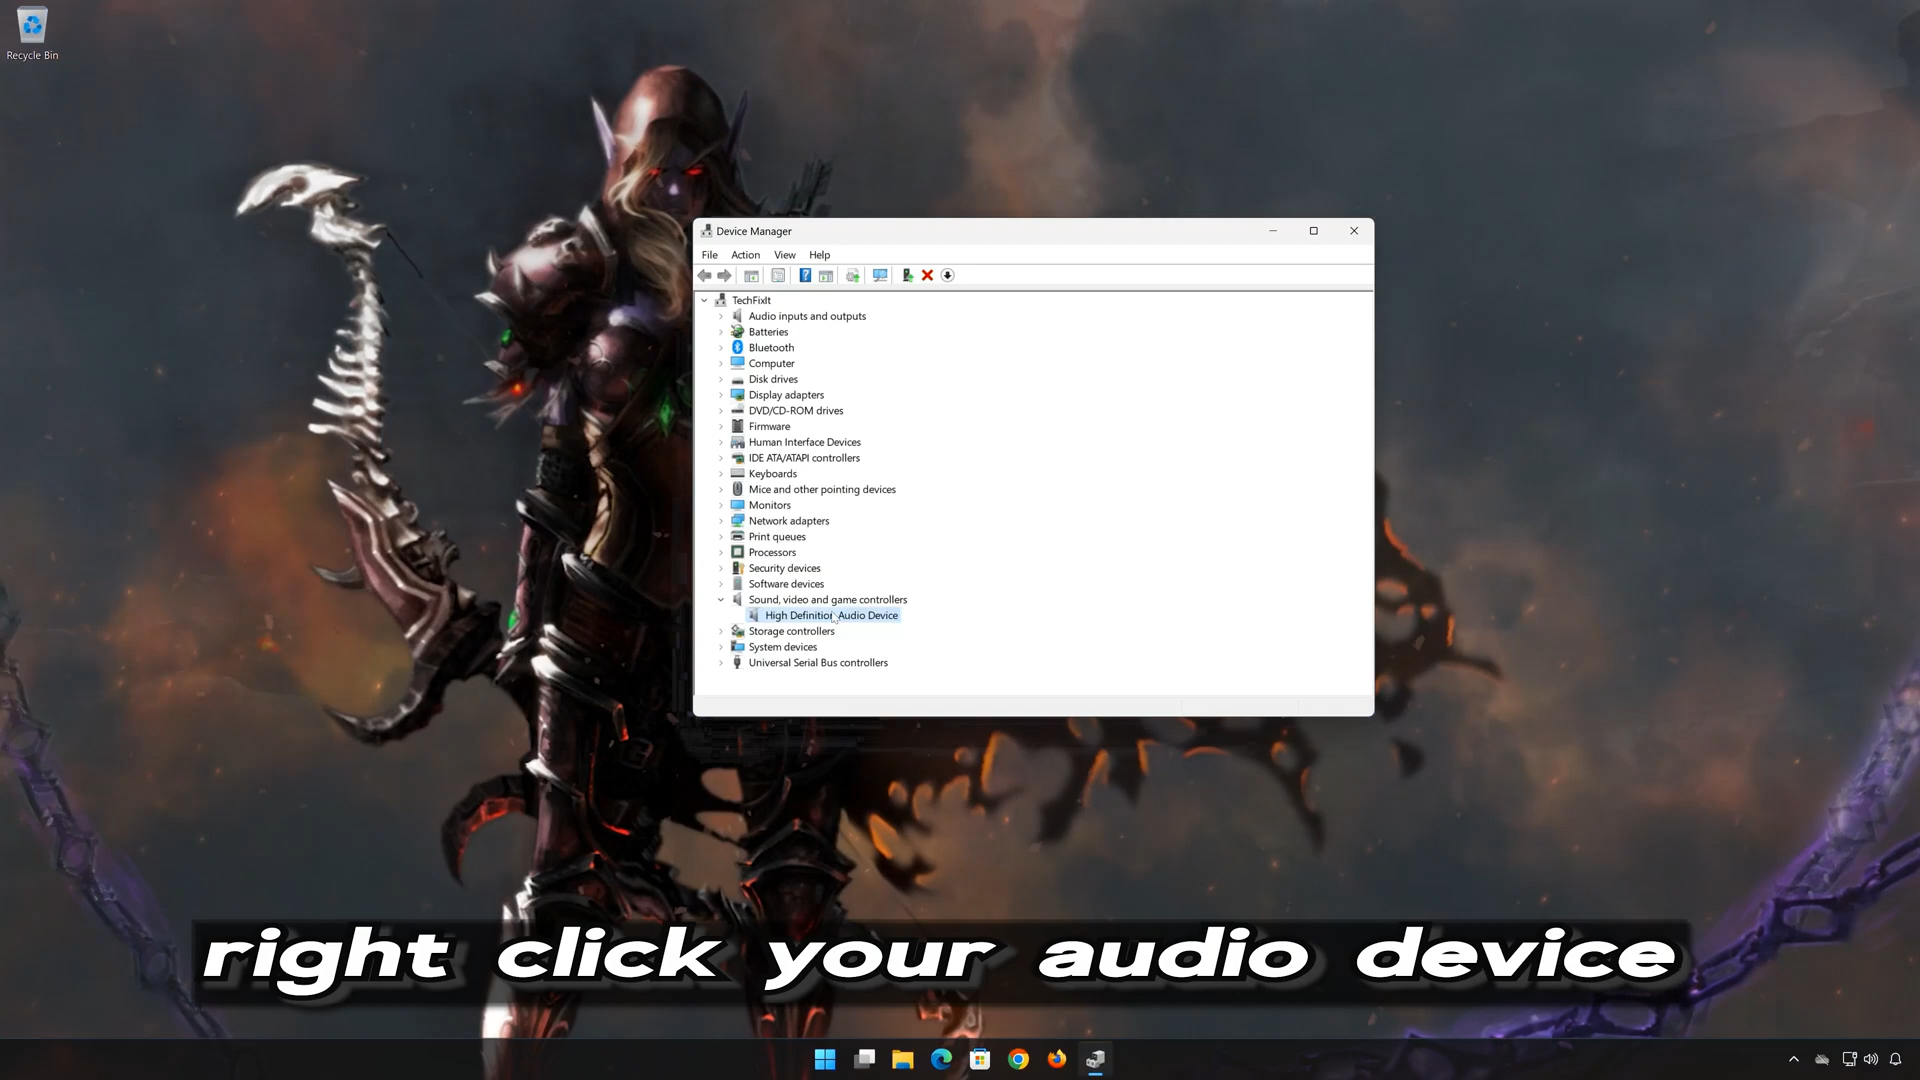 Recycle Bin
Device Manager
File Action View Help
TechFixIt
Audio inputs and outputs
Batteries
Bluetooth
Computer
Disk drives
Display adapters
DVD/CD-ROM drives
Firmware
Human Interface Devices
IDE ATA/ATAPI controllers
Keyboards
Mice and other pointing devices
Monitors
Network adapters
Print queues
Processors
Security devices
Software devices
Sound, video and game controllers
High Definition Audio Device
Storage controllers
System devices
Universal Serial Bus controllers
right click your audio device